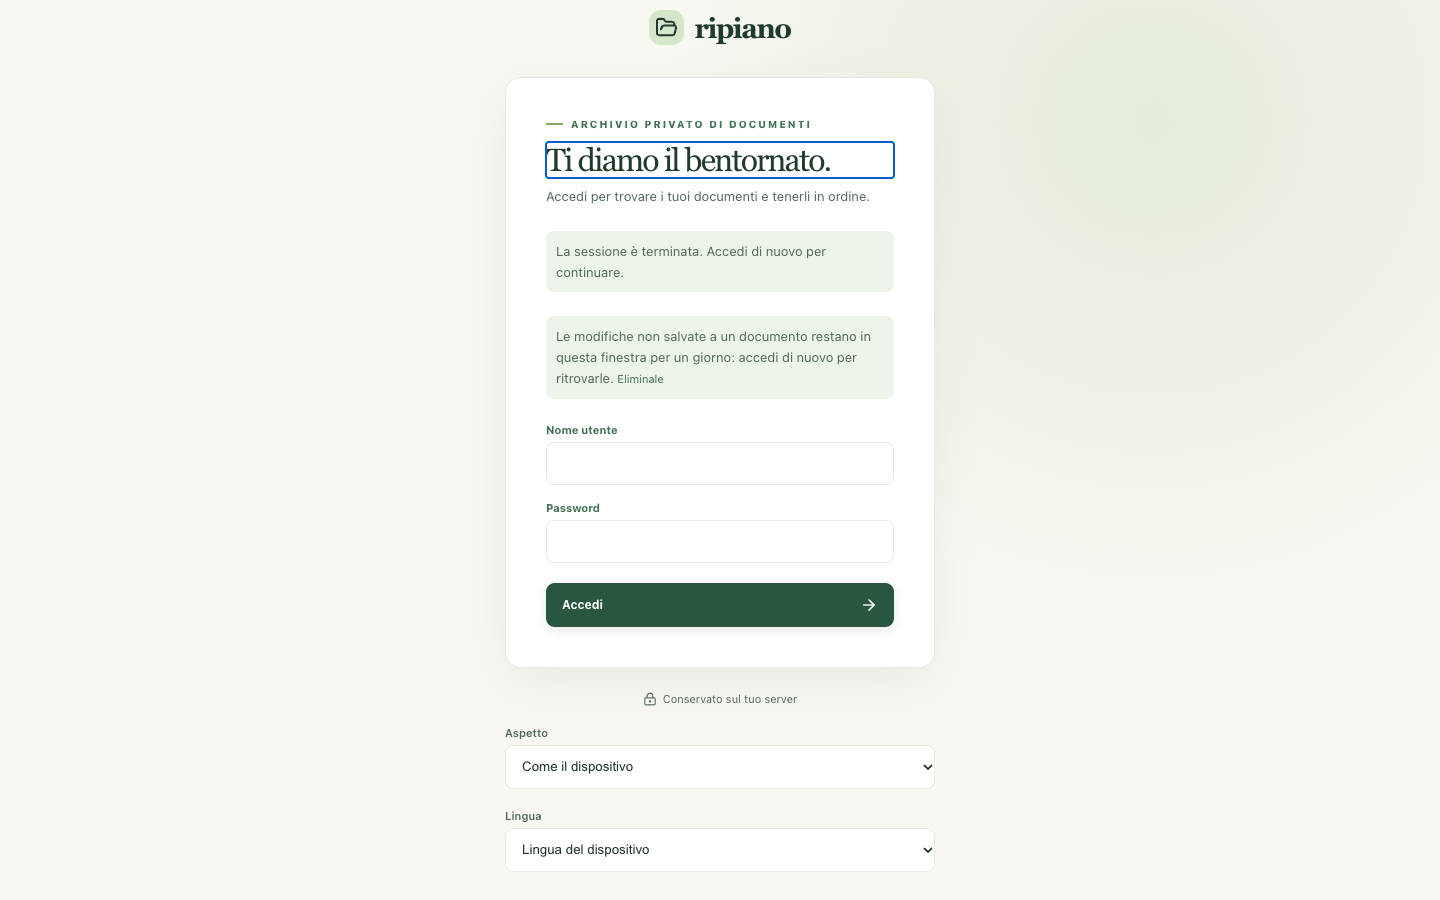 ripiano
ARCHIVIO PRIVATO DI DOCUMENTI
Ti diamo il bentornato.
Accedi per trovare i tuoi documenti e tenerli in ordine.
La sessione è terminata. Accedi di nuovo per
continuare.
Le modifiche non salvate a un documento restano in
questa finestra per un giorno: accedi di nuovo per
ritrovarle. Eliminale
Nome utente
Password
Accedi
Conservato sul tuo server
Aspetto
Come il dispositivo
Lingua
Lingua del dispositivo